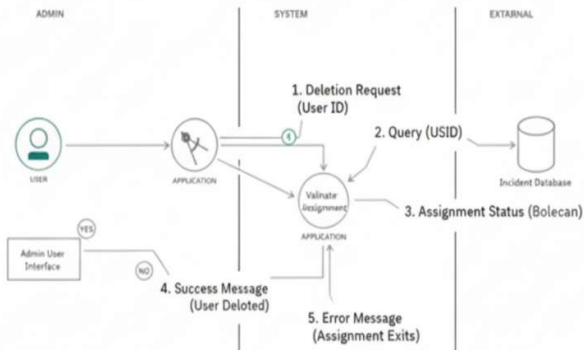 ADMIN
SYSTEM
EXTARNAL
1. Deletion Request
(User ID)
2. Query (USID)
USER
APPLICATION
Valinate
Assignment
Incident Database
3. Assignment Status (Bolecan)
APPLICATION
YES
Admin User
Interface
NO
4. Success Message
(User Deloted)
5. Error Message
(Assignment Exits)